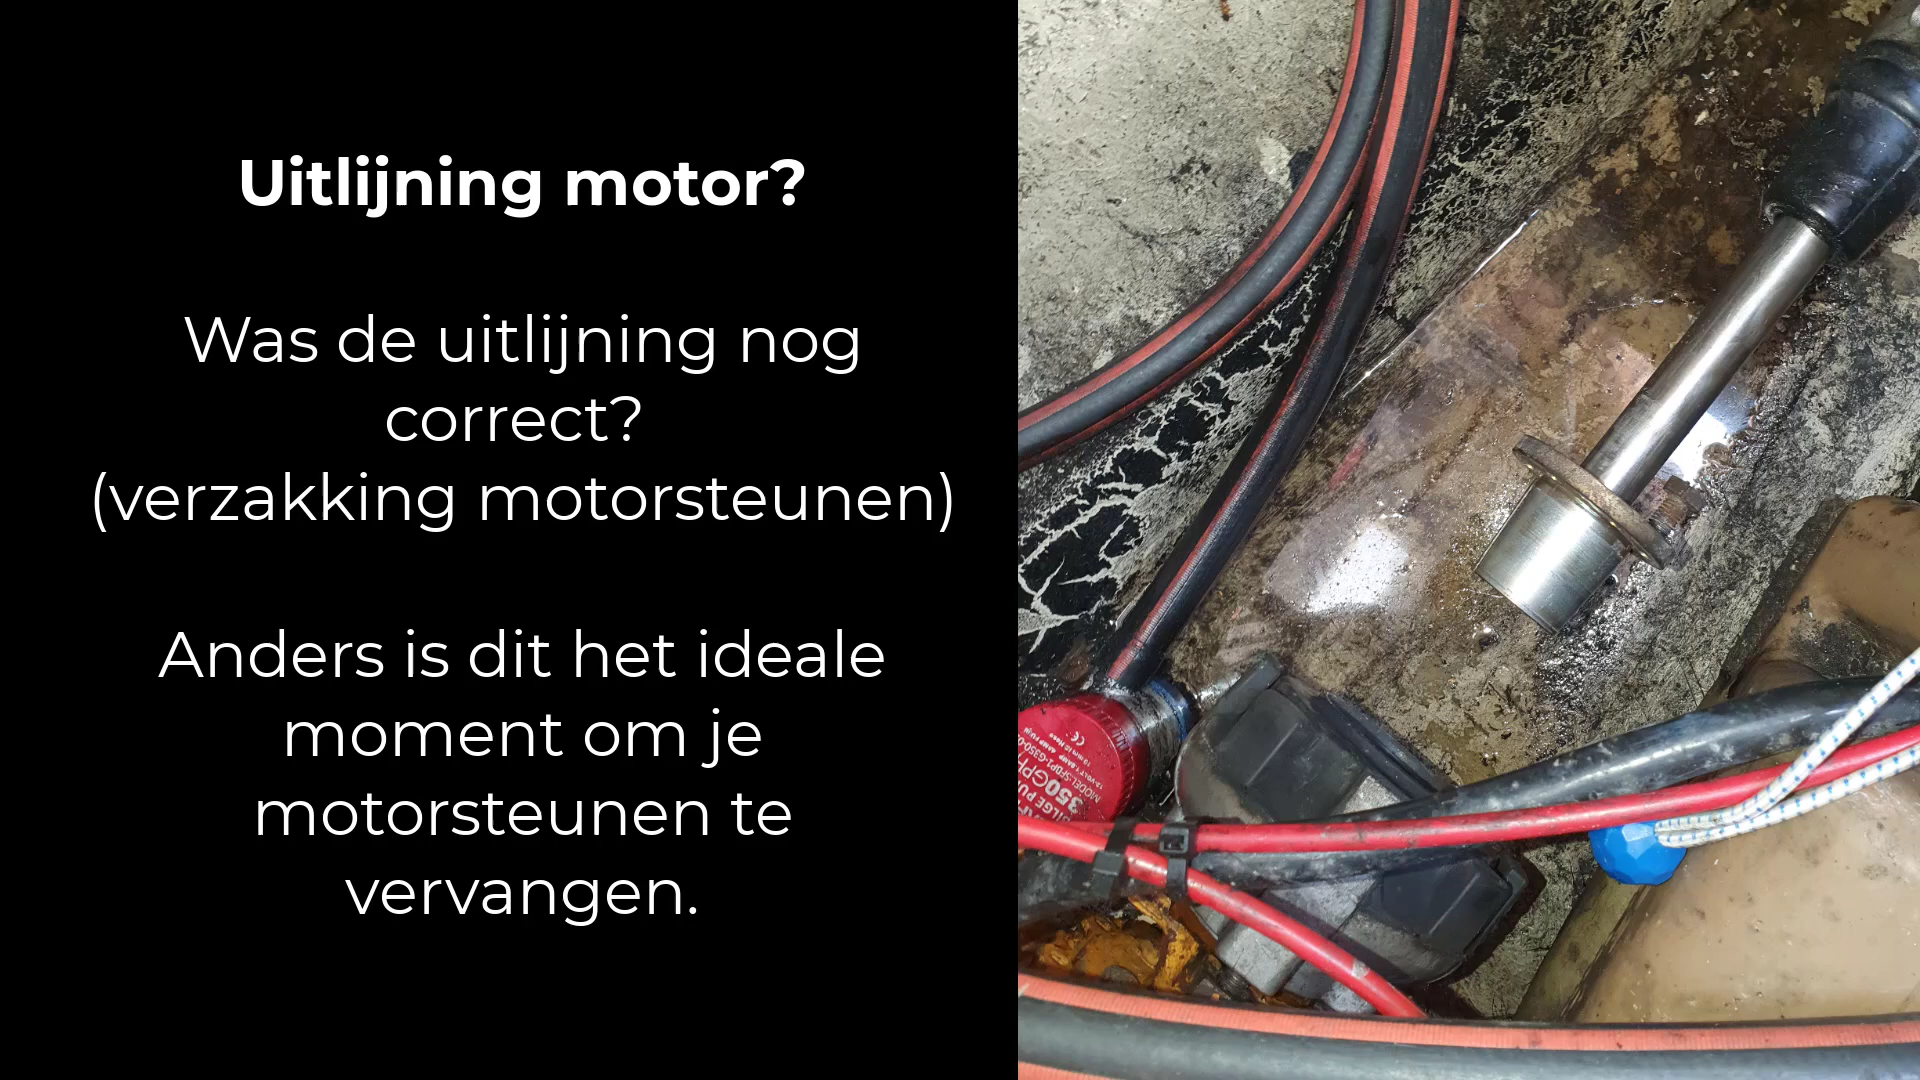 Uitlijning motor?
Was de uitlijning nog
correct?
(verzakking motorsteunen)
Anders is dit het ideale
moment om je
motorsteunen te
vervangen.
350GPH